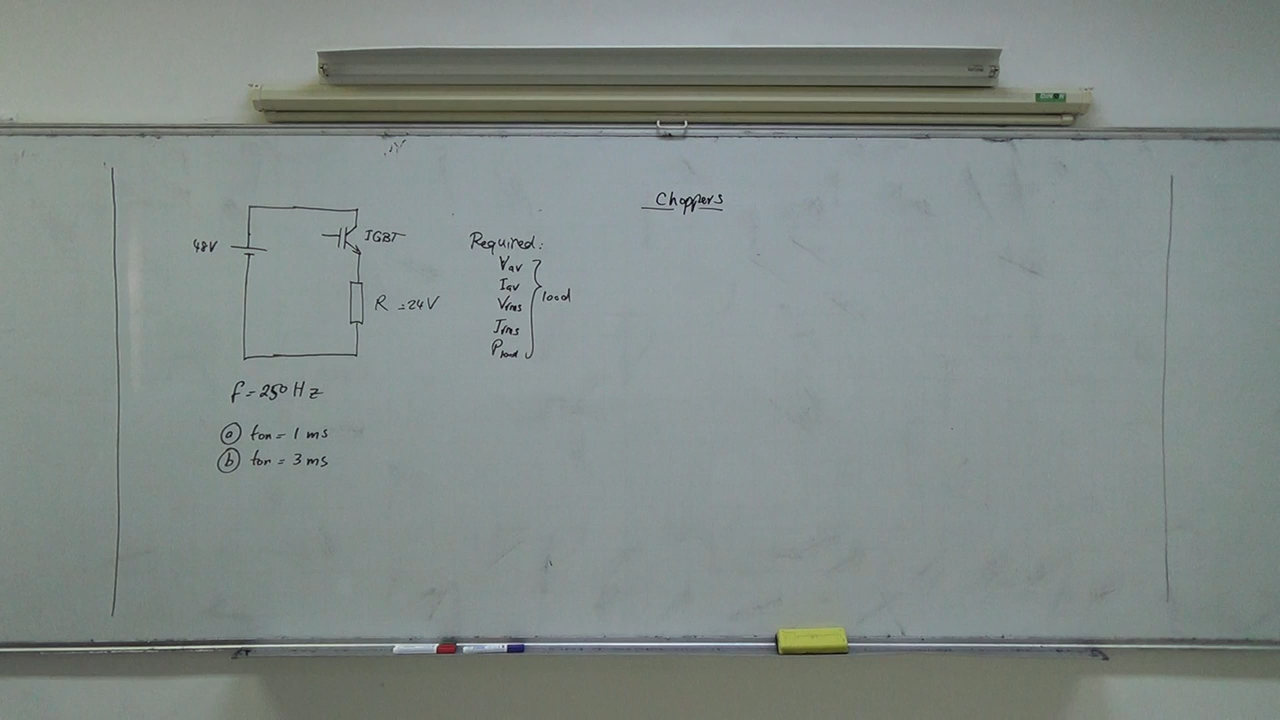 Choppers
48V
IGBT
R = 24V
Required:
Vav
Iav
Vrms
Irms
Pload
load
f = 250 Hz
a ton = 1 ms
b ton = 3 ms